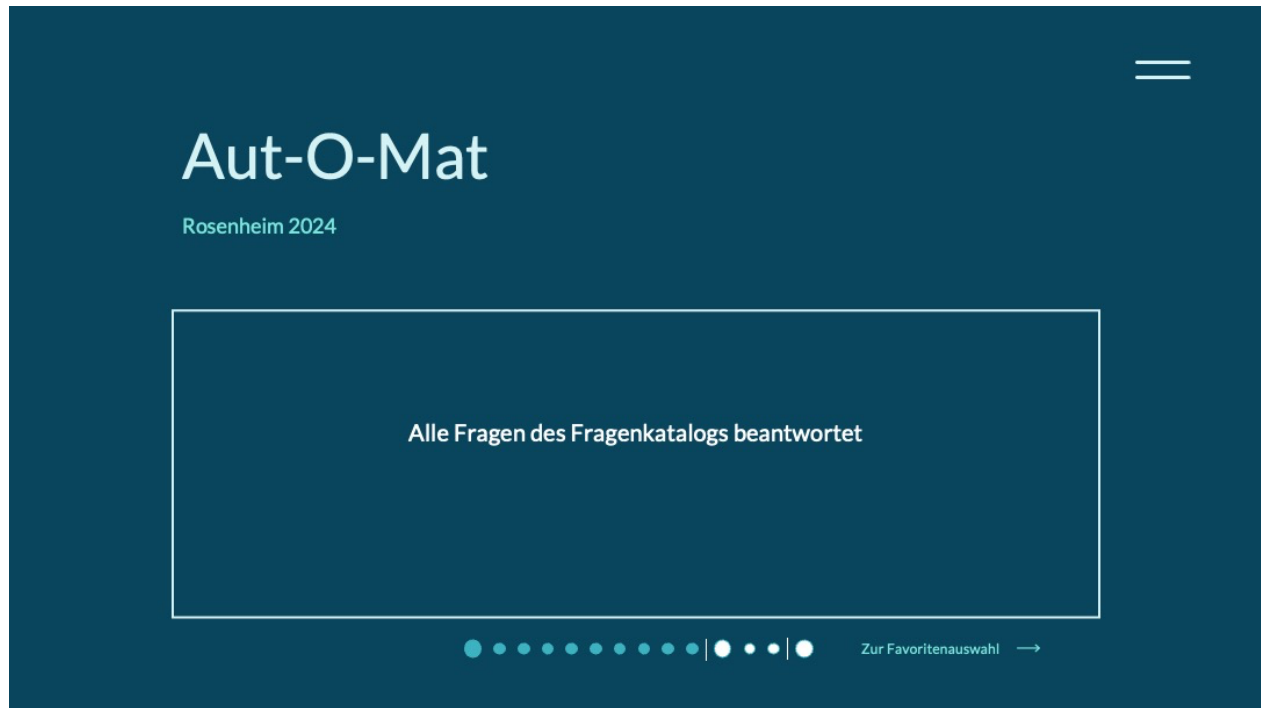 Aut-O-Mat
Rosenheim 2024
Alle Fragen des Fragenkatalogs beantwortet
Zur Favoritenauswahl